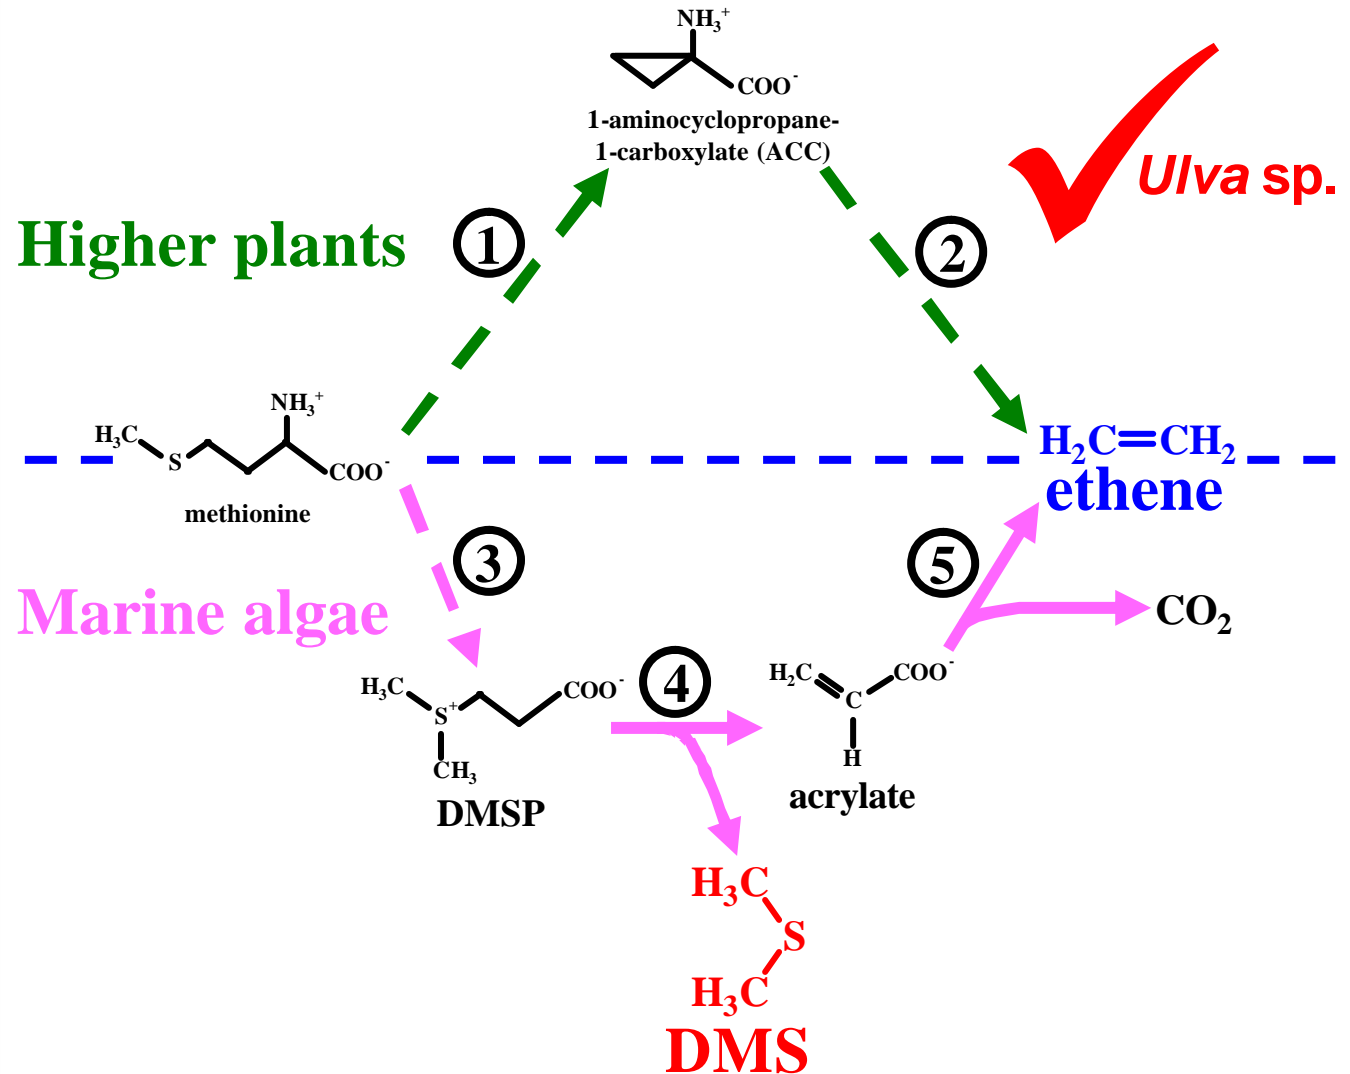 NH₃⁺
COO⁻
1-aminocyclopropane-
1-carboxylate (ACC)
Ulva sp.
Higher plants
1
2
NH₃⁺
H₃C
S
COO⁻
methionine
H₂C=CH₂
ethene
3
5
Marine algae
CO₂
H₃C
S⁺
COO⁻
CH₃
DMSP
4
H₂C
C
COO⁻
H
acrylate
H₃C
S
H₃C
DMS